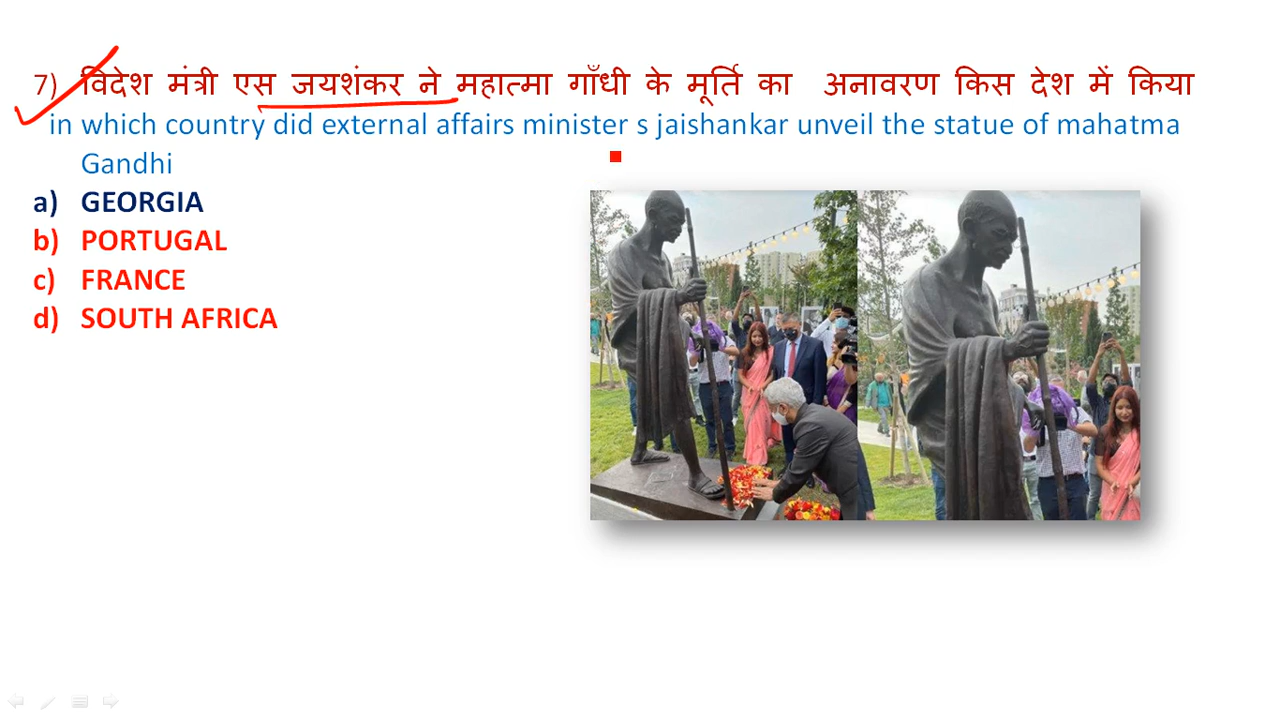 7) विदेश मंत्री एस जयशंकर ने महात्मा गाँधी के मूर्ति का अनावरण किस देश में किया
in which country did external affairs minister s jaishankar unveil the statue of mahatma
Gandhi
a) GEORGIA
b) PORTUGAL
c) FRANCE
d) SOUTH AFRICA